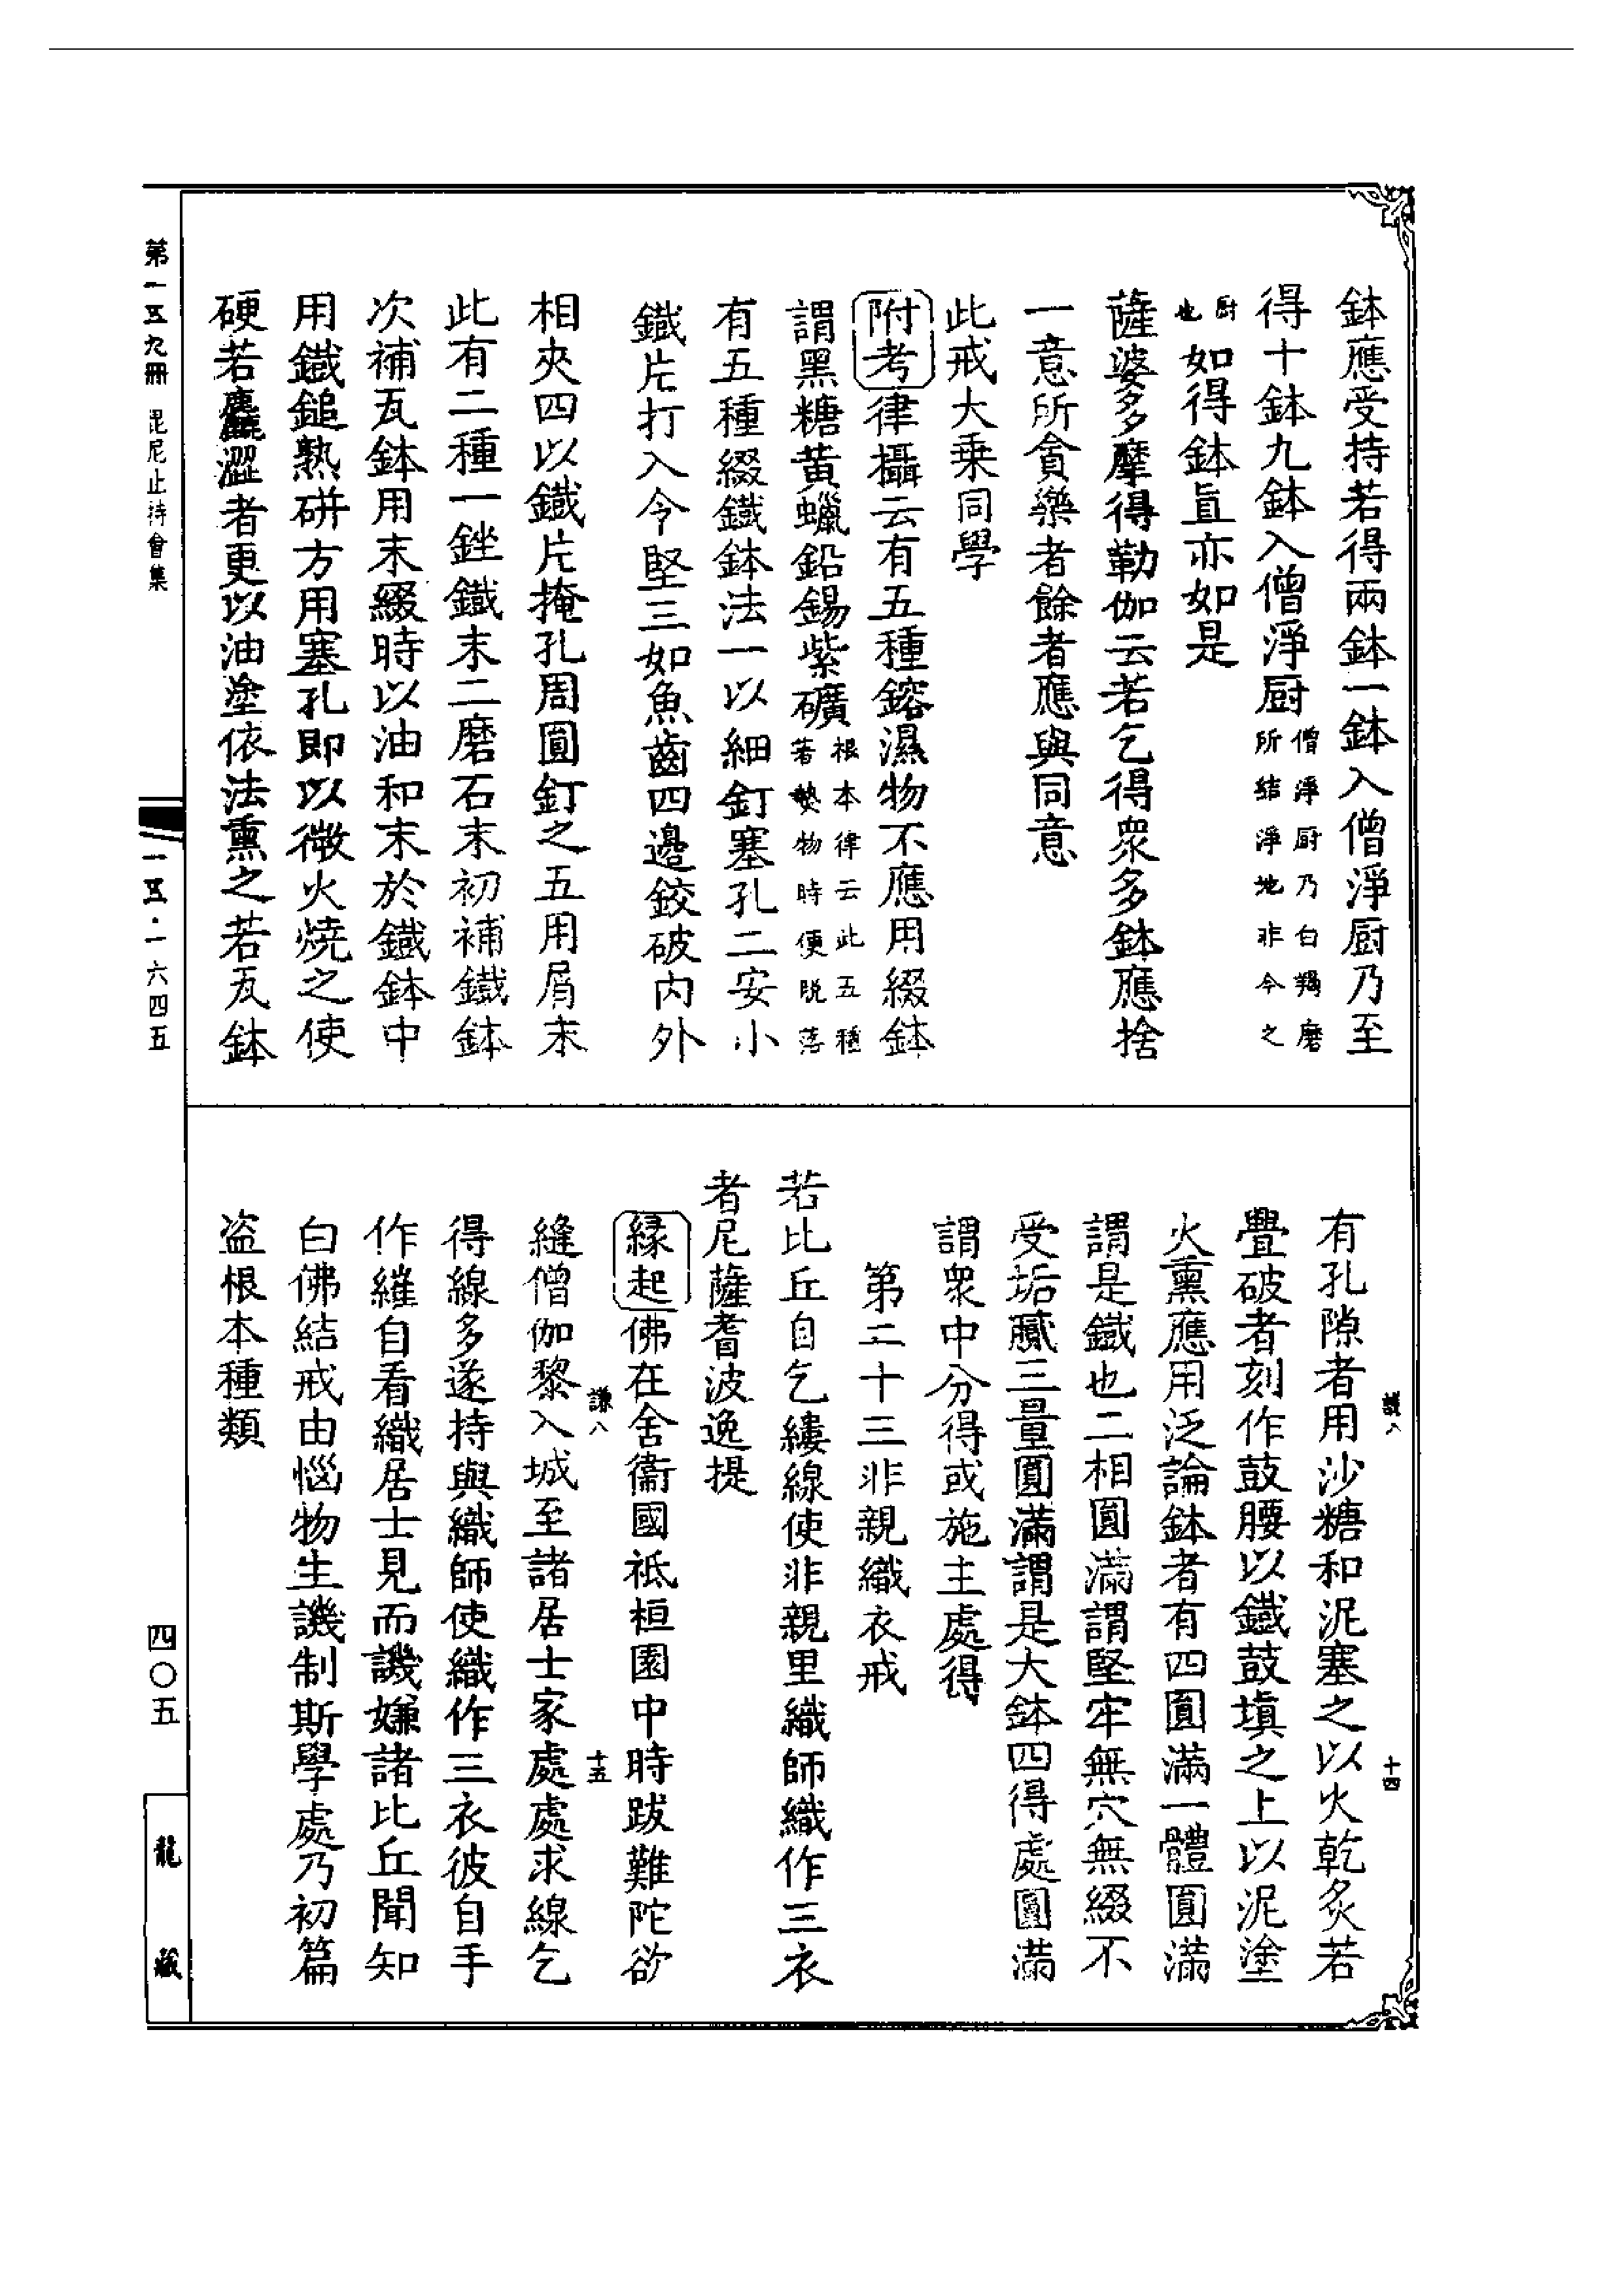 鉢應受持若得兩鉢一鉢入僧淨厨乃至
得十鉢九鉢入僧淨厨僧淨厨乃白羯磨所結淨地非今之
厨也如得鉢直亦如是
薩婆多摩得勒伽云若乞得衆多鉢應捨
一意所貪樂者餘者應與同意
此戒大乗同學
附考律攝云有五種鎔濕物不應用綴鉢
謂黑糖黃蠟鉛錫紫礦根本律云此五種若𤍠物時便脫落
有五種綴鐵鉢法一以細釘塞孔二安小
鐵片打入令堅三如魚齒四邊鉸破內外
相夾四以鐵片掩孔周圓釘之五用屑末
此有二種一銼鐵末二磨石末初補鐵鉢
次補瓦鉢用末綴時以油和末於鐵鉢中
用鐵鎚熟研方用塞孔即以微火燒之使
硬若麤澀者更以油塗依法熏之若瓦鉢
有孔隙者用沙糖和泥塞之以火乾炙若
璺破者刻作鼓腰以鐵鼓填之上以泥塗
火熏應用泛論鉢者有四圓滿一體圓滿
謂是鐵也二相圓滿謂堅牢無穴無綴不
受垢膩三量圓滿謂是大鉢四得處圓滿
謂衆中分得或施主處得
第二十三非親織衣戒
若比丘自乞縷線使非親里織師織作三衣
者尼薩耆波逸提
緣起佛在舍衞國祇桓園中時跋難陀欲
縫僧伽黎入城至諸居士家處處求線乞
得線多遂持與織師使織作三衣彼自手
作繀自看織居士見而譏嫌諸比丘聞知
白佛結戒由惱物生譏制斯學處乃初篇
盗根本種類
謙八
十四
謙八
十五
第一五九冊 毘尼止持會集
一五五·一六四五
四〇五
龍藏